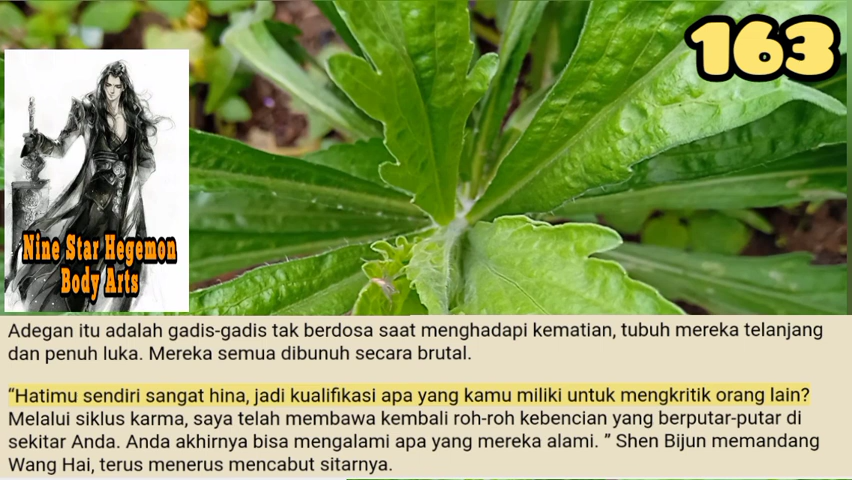 163
Nine Star Hegemon
Body Arts
Adegan itu adalah gadis-gadis tak berdosa saat menghadapi kematian, tubuh mereka telanjang
dan penuh luka. Mereka semua dibunuh secara brutal.
“Hatimu sendiri sangat hina, jadi kualifikasi apa yang kamu miliki untuk mengkritik orang lain?
Melalui siklus karma, saya telah membawa kembali roh-roh kebencian yang berputar-putar di
sekitar Anda. Anda akhirnya bisa mengalami apa yang mereka alami. ” Shen Bijun memandang
Wang Hai, terus menerus mencabut sitarnya.